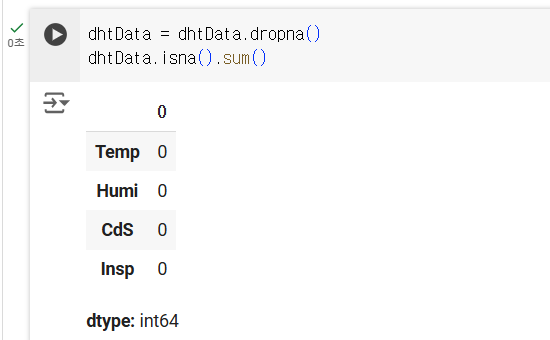 dhtData = dhtData.dropna()
0초 dhtData.isna().sum()
0
Temp 0
Humi 0
CdS 0
Insp 0
dtype: int64